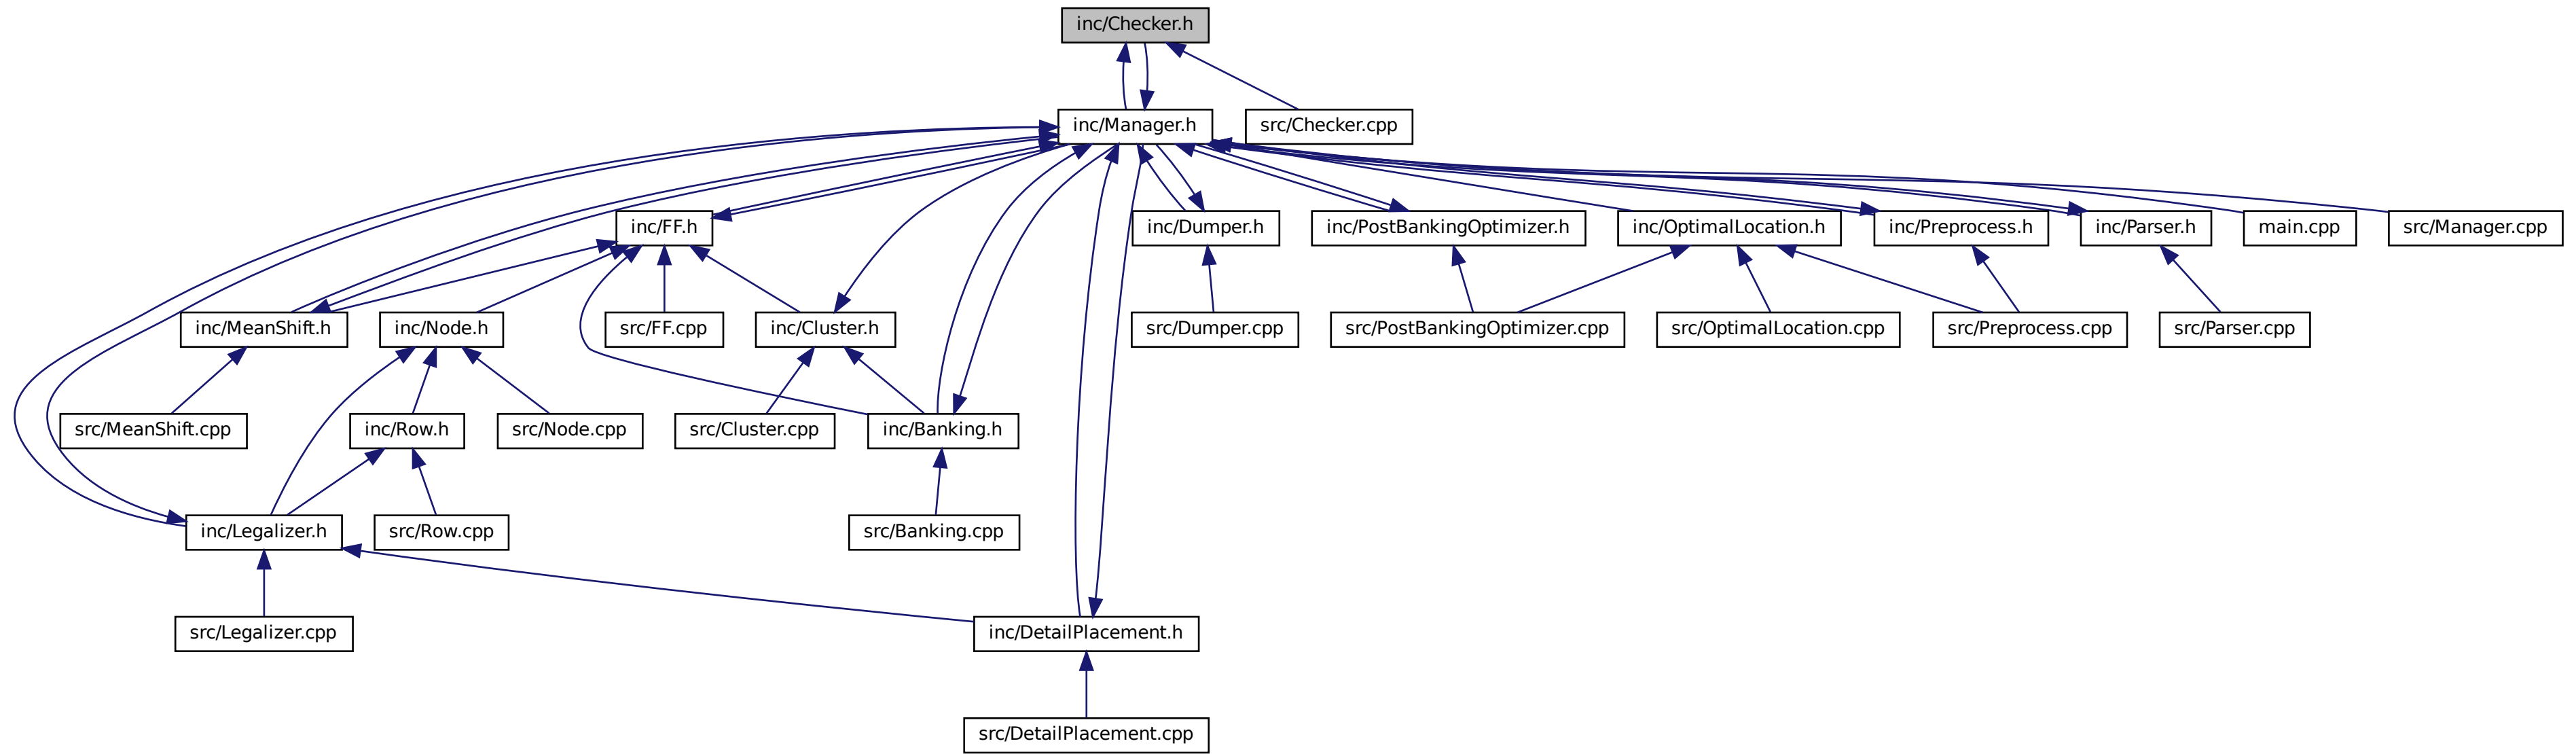 inc/Checker.h
inc/Manager.h
src/Checker.cpp
inc/FF.h
inc/Dumper.h
inc/PostBankingOptimizer.h
inc/OptimalLocation.h
inc/Preprocess.h
inc/Parser.h
main.cpp
src/Manager.cpp
inc/MeanShift.h
inc/Node.h
src/FF.cpp
inc/Cluster.h
src/Dumper.cpp
src/PostBankingOptimizer.cpp
src/OptimalLocation.cpp
src/Preprocess.cpp
src/Parser.cpp
src/MeanShift.cpp
inc/Row.h
src/Node.cpp
src/Cluster.cpp
inc/Banking.h
inc/Legalizer.h
src/Row.cpp
src/Banking.cpp
src/Legalizer.cpp
inc/DetailPlacement.h
src/DetailPlacement.cpp